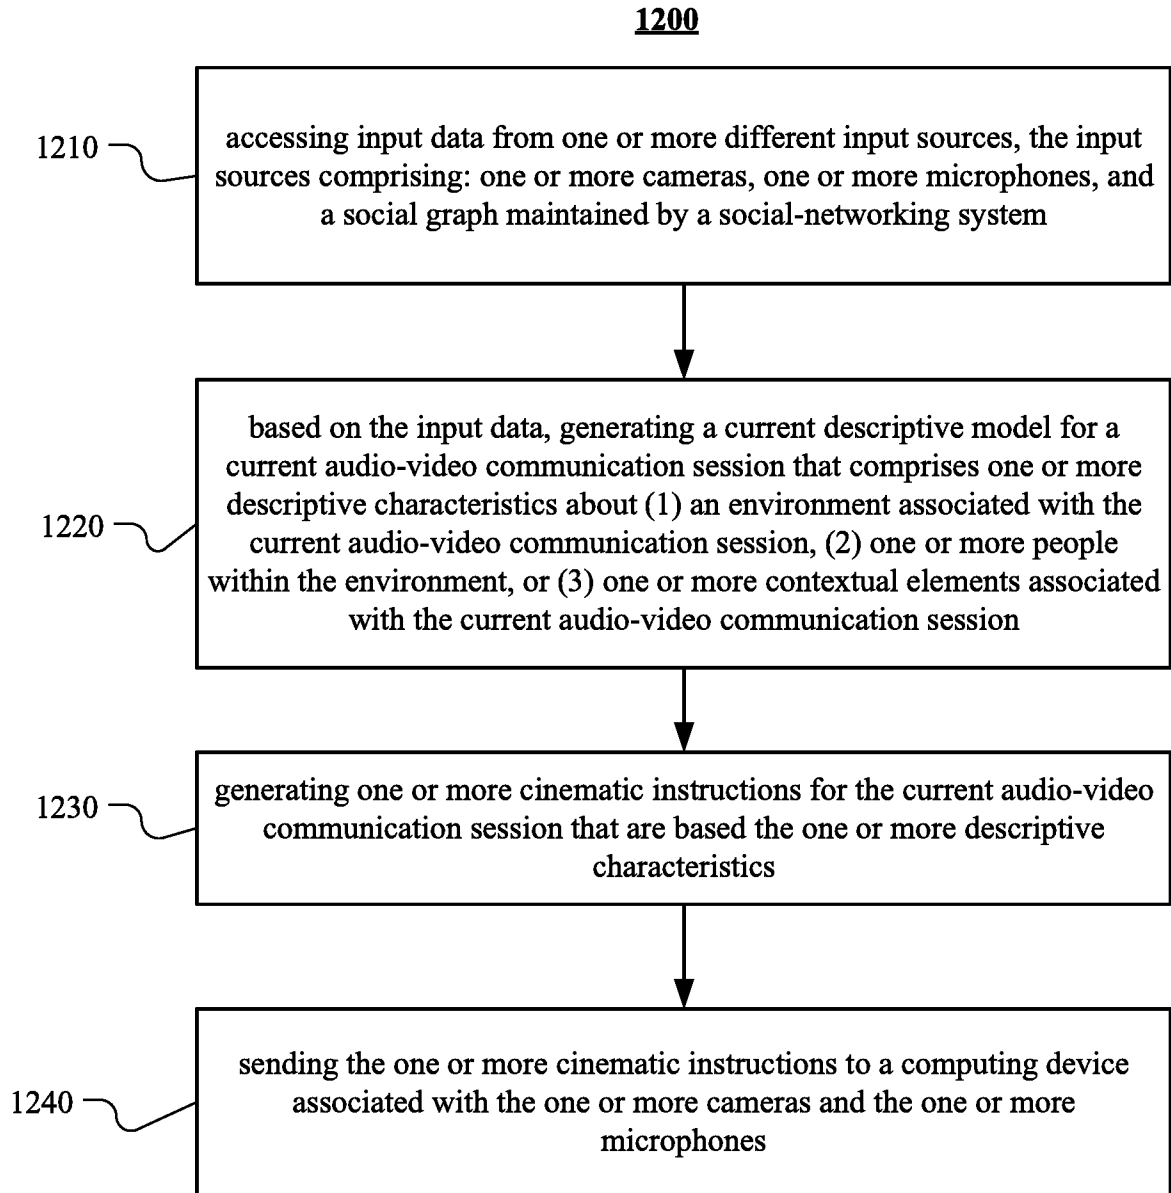 1200
1210
accessing input data from one or more different input sources, the input
sources comprising: one or more cameras, one or more microphones, and
a social graph maintained by a social-networking system
1220
based on the input data, generating a current descriptive model for a
current audio-video communication session that comprises one or more
descriptive characteristics about (1) an environment associated with the
current audio-video communication session, (2) one or more people
within the environment, or (3) one or more contextual elements associated
with the current audio-video communication session
1230
generating one or more cinematic instructions for the current audio-video
communication session that are based the one or more descriptive
characteristics
1240
sending the one or more cinematic instructions to a computing device
associated with the one or more cameras and the one or more
microphones